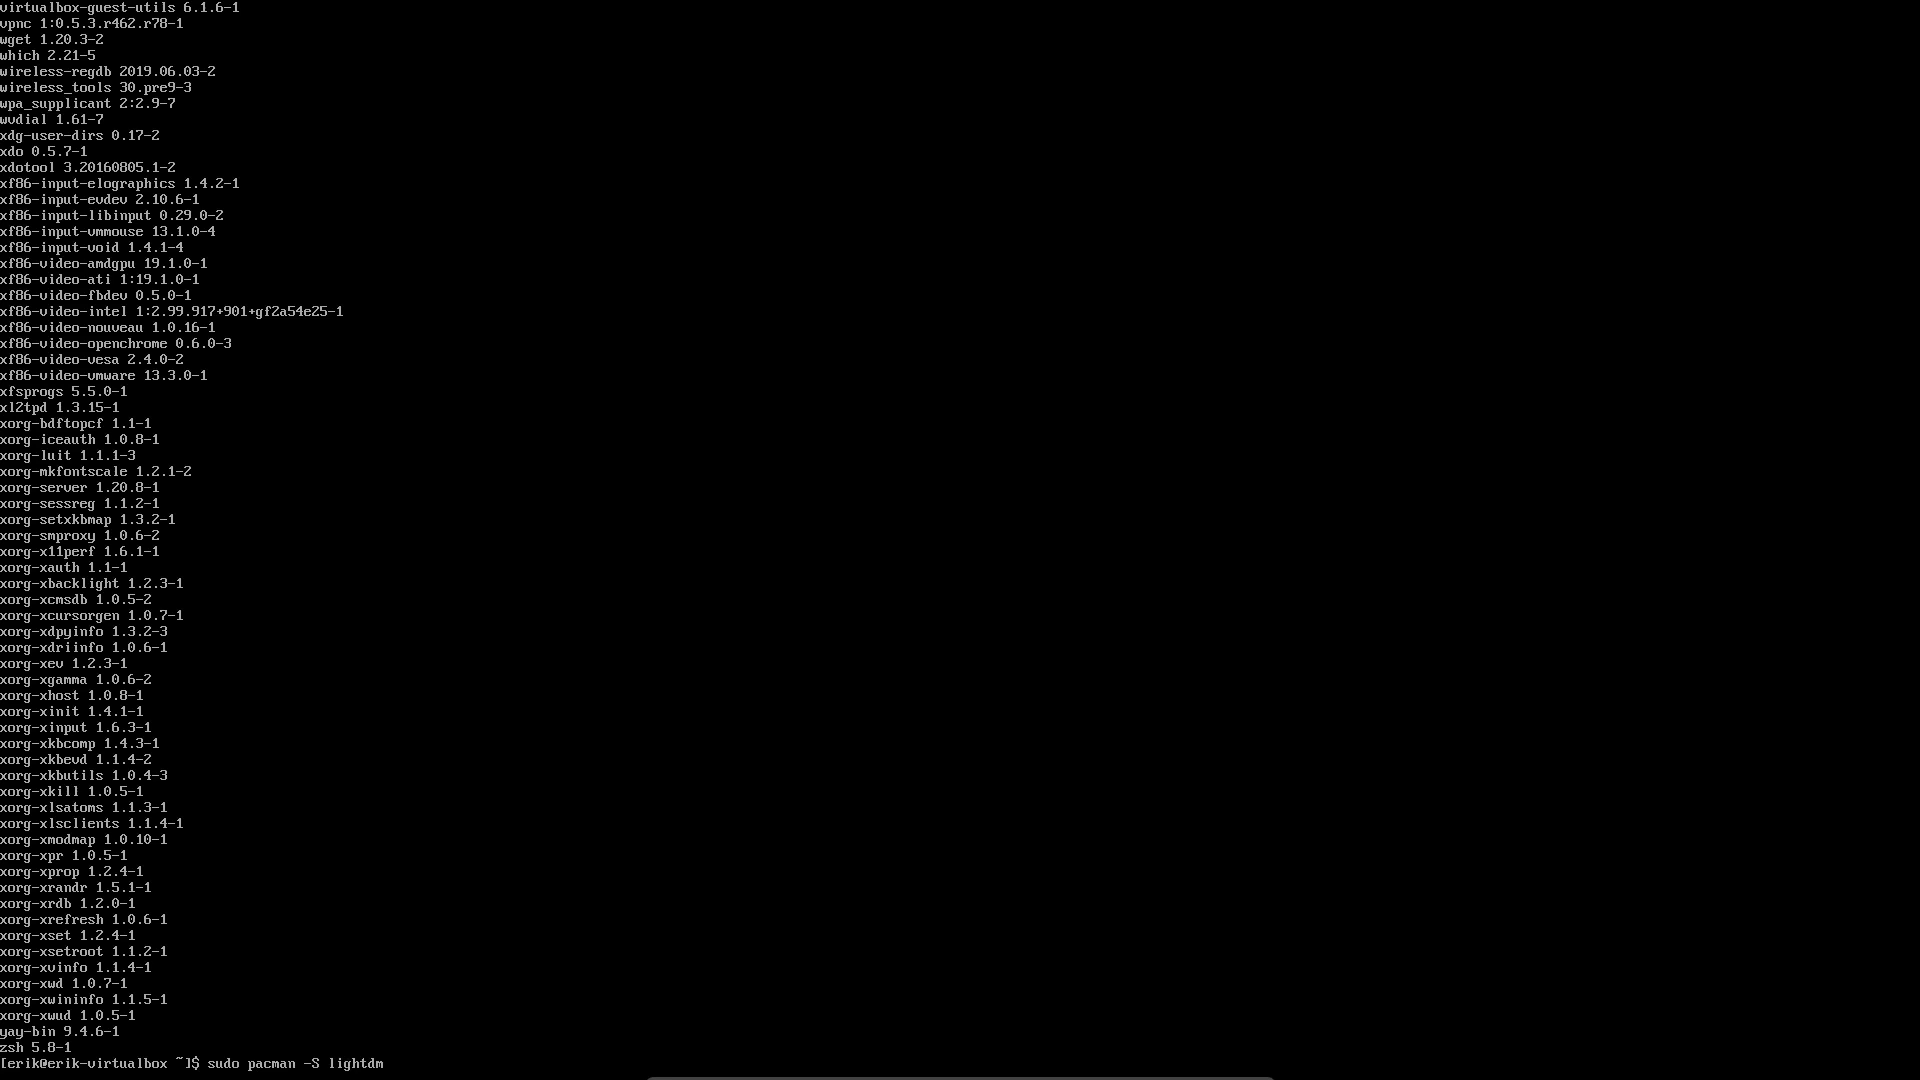 virtualbox-guest-utils 6.1.6-1
vpnc 1:0.5.3.r462.r78-1
wget 1.20.3-2
which 2.21-5
wireless-regdb 2019.06.03-2
wireless_tools 30.pre9-3
wpa_supplicant 2:2.9-7
wvdial 1.61-7
xdg-user-dirs 0.17-2
xdo 0.5.7-1
xdotool 3.20160805.1-2
xf86-input-elographics 1.4.2-1
xf86-input-evdev 2.10.6-1
xf86-input-libinput 0.29.0-2
xf86-input-vmmouse 13.1.0-4
xf86-input-void 1.4.1-4
xf86-video-amdgpu 19.1.0-1
xf86-video-ati 1:19.1.0-1
xf86-video-fbdev 0.5.0-1
xf86-video-intel 1:2.99.917+901+gf2a54e25-1
xf86-video-nouveau 1.0.16-1
xf86-video-openchrome 0.6.0-3
xf86-video-vesa 2.4.0-2
xf86-video-vmware 13.3.0-1
xfsprogs 5.5.0-1
xl2tpd 1.3.15-1
xorg-bdftopcf 1.1-1
xorg-iceauth 1.0.8-1
xorg-luit 1.1.1-3
xorg-mkfontscale 1.2.1-2
xorg-server 1.20.8-1
xorg-sessreg 1.1.2-1
xorg-setxkbmap 1.3.2-1
xorg-smproxy 1.0.6-2
xorg-x11perf 1.6.1-1
xorg-xauth 1.1-1
xorg-xbacklight 1.2.3-1
xorg-xcmsdb 1.0.5-2
xorg-xcursorgen 1.0.7-1
xorg-xdpyinfo 1.3.2-3
xorg-xdriinfo 1.0.6-1
xorg-xev 1.2.3-1
xorg-xgamma 1.0.6-2
xorg-xhost 1.0.8-1
xorg-xinit 1.4.1-1
xorg-xinput 1.6.3-1
xorg-xkbcomp 1.4.3-1
xorg-xkbevd 1.1.4-2
xorg-xkbutils 1.0.4-3
xorg-xkill 1.0.5-1
xorg-xlsatoms 1.1.3-1
xorg-xlsclients 1.1.4-1
xorg-xmodmap 1.0.10-1
xorg-xpr 1.0.5-1
xorg-xprop 1.2.4-1
xorg-xrandr 1.5.1-1
xorg-xrdb 1.2.0-1
xorg-xrefresh 1.0.6-1
xorg-xset 1.2.4-1
xorg-xsetroot 1.1.2-1
xorg-xvinfo 1.1.4-1
xorg-xwd 1.0.7-1
xorg-xwininfo 1.1.5-1
xorg-xwud 1.0.5-1
yay-bin 9.4.6-1
zsh 5.8-1
[erik@erik-virtualbox ~]$ sudo pacman -S lightdm